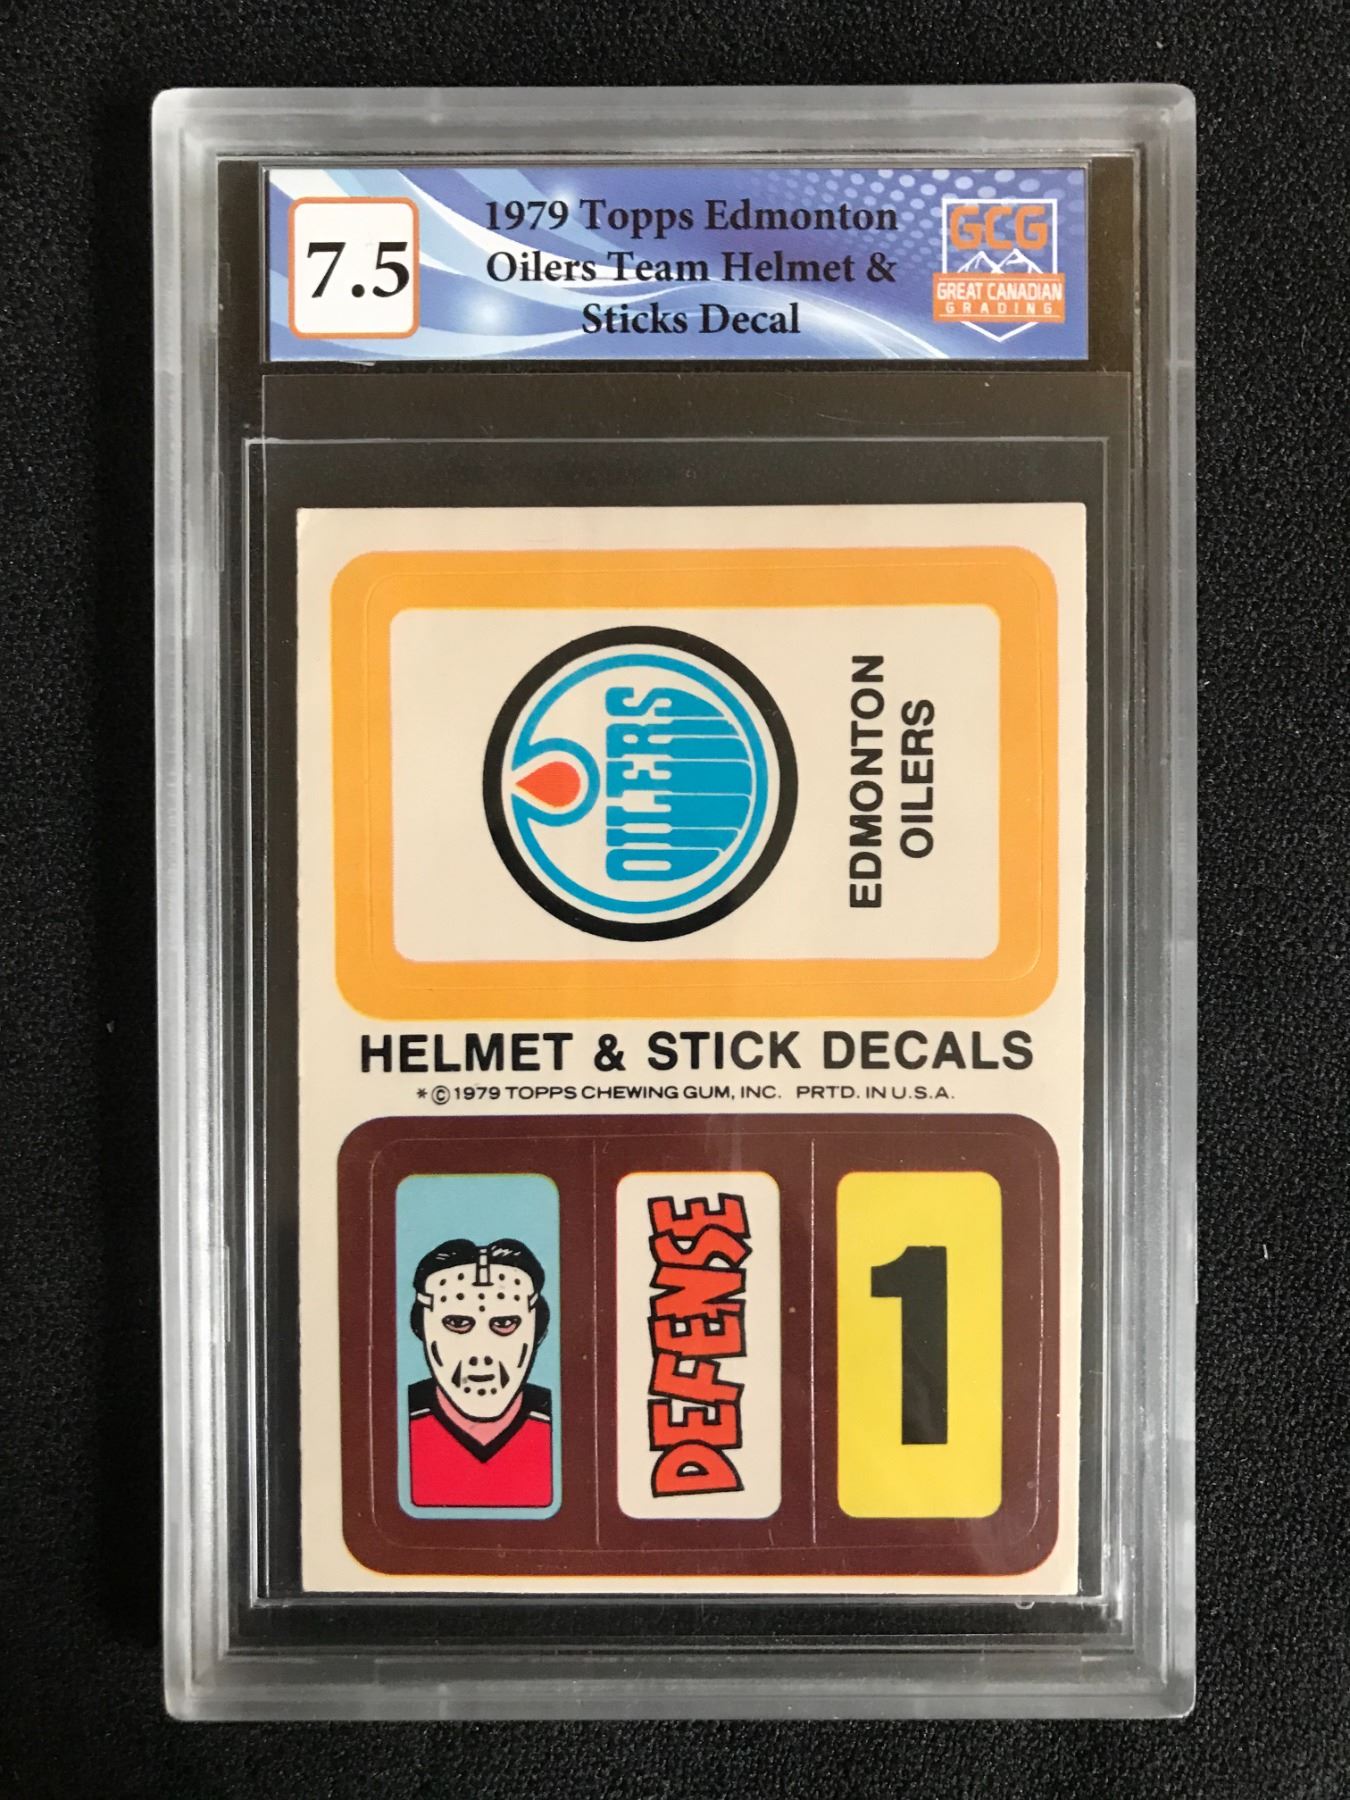 7.5
1979 Topps Edmonton
Oilers Team Helmet &
Sticks Decal
GCG
GREAT CANADIAN
GRADING
OILERS
EDMONTON
OILERS
HELMET & STICK DECALS
*©1979 TOPPS CHEWING GUM, INC. PRTD. IN U.S.A.
DEFENSE
1